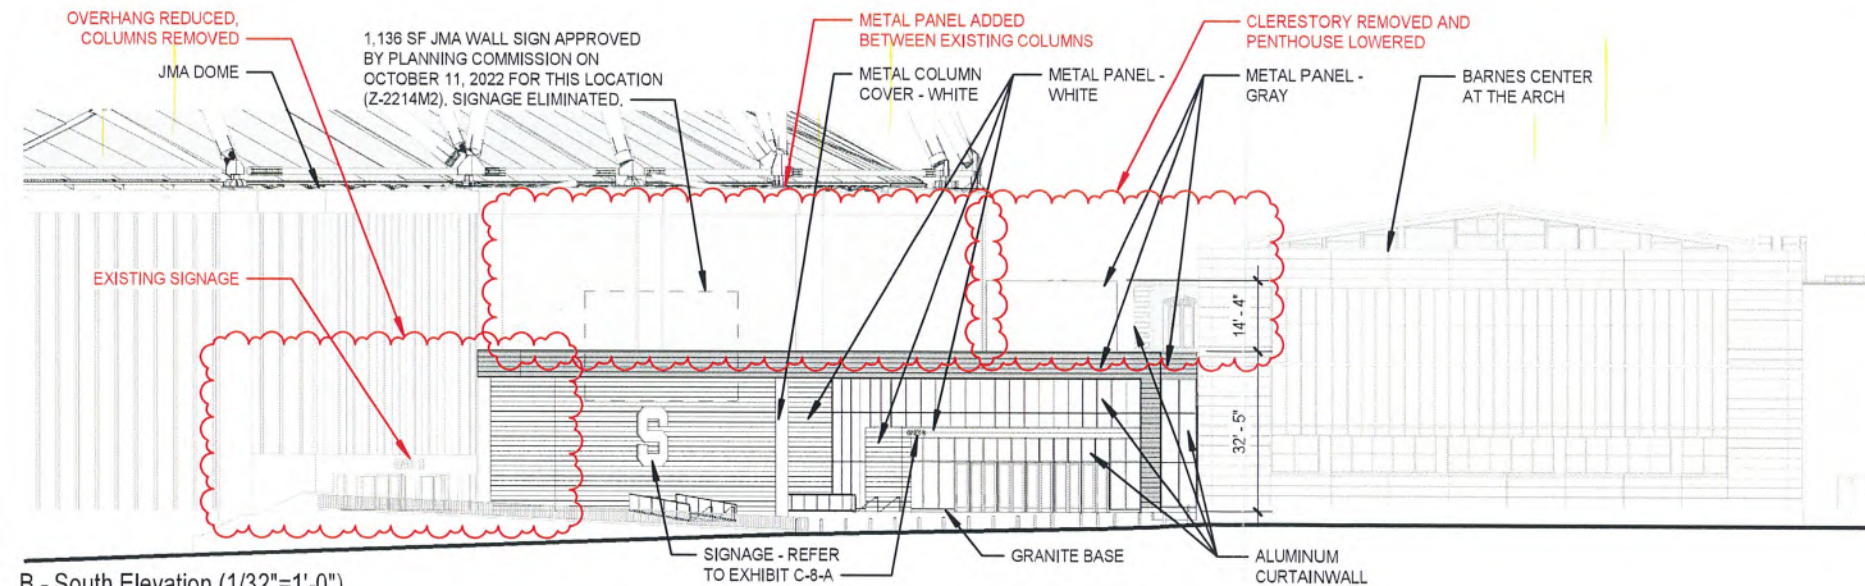 OVERHANG REDUCED,
COLUMNS REMOVED
JMA DOME
1,136 SF JMA WALL SIGN APPROVED
BY PLANNING COMMISSION ON
OCTOBER 11, 2022 FOR THIS LOCATION
(Z-2214M2), SIGNAGE ELIMINATED.
METAL PANEL ADDED
BETWEEN EXISTING COLUMNS
METAL COLUMN
COVER - WHITE
METAL PANEL -
WHITE
CLERESTORY REMOVED AND
PENTHOUSE LOWERED
METAL PANEL -
GRAY
BARNES CENTER
AT THE ARCH
EXISTING SIGNAGE
14' - 4"
32' - 5"
S
SIGNAGE - REFER
TO EXHIBIT C-8-A
GRANITE BASE
ALUMINUM
CURTAINWALL
B - South Elevation (1/32"=1'-0")